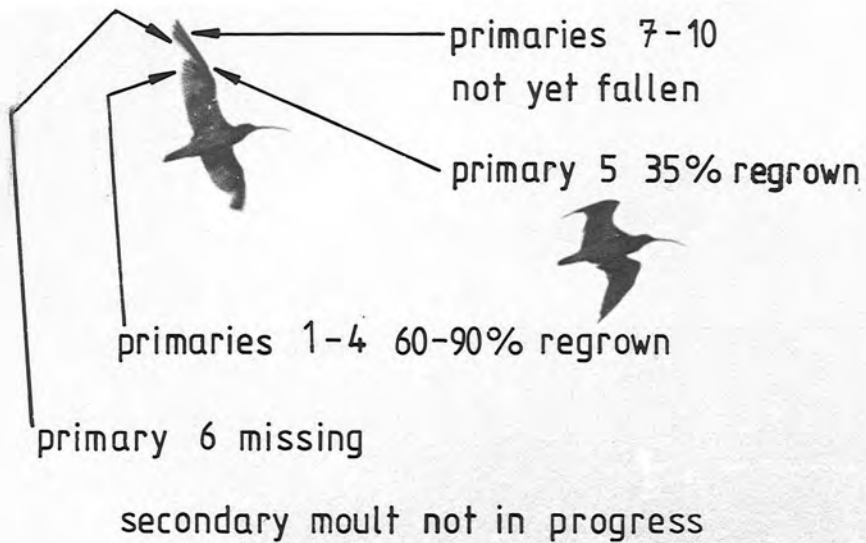 primaries 7-10
not yet fallen
primary 5 35% regrown
primaries 1-4 60-90% regrown
primary 6 missing
secondary moult not in progress